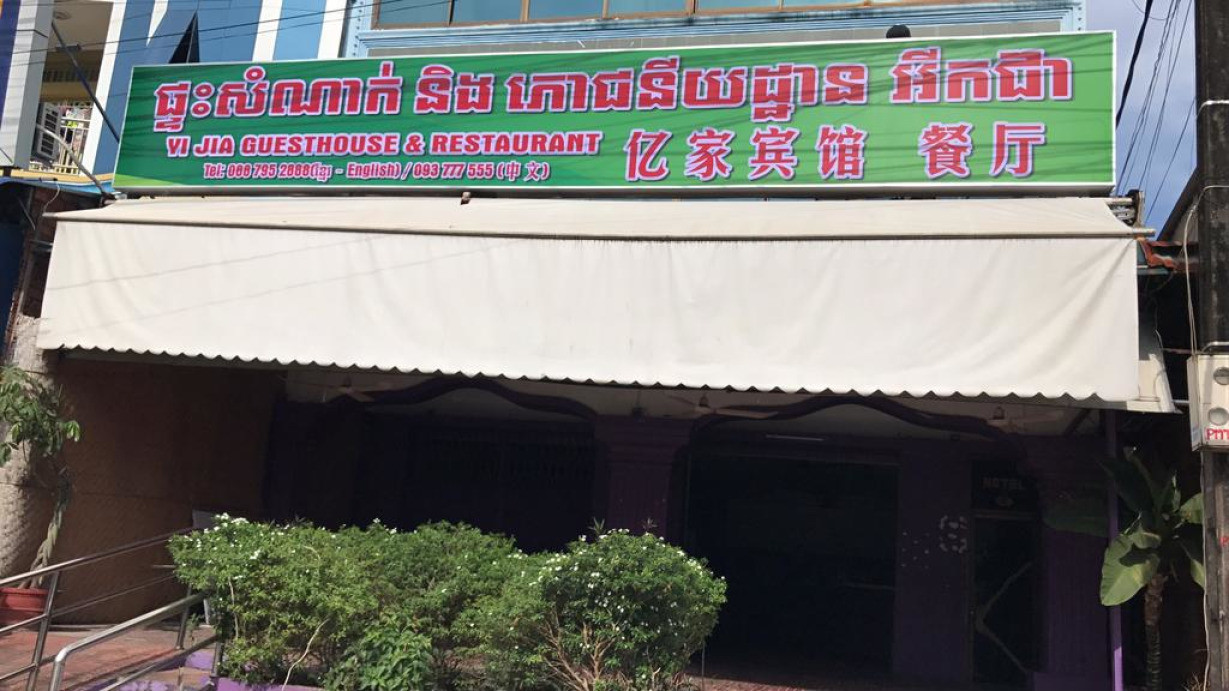 ផ្ទះសំណាក់ និង ភោជនីយដ្ឋាន អ៊ីកជា
YI JIA GUESTHOUSE & RESTAURANT
Tel: 088 795 2888(ខ្មែរ - English) / 093 777 555 (中文)
亿家宾馆 餐厅
HOTEL